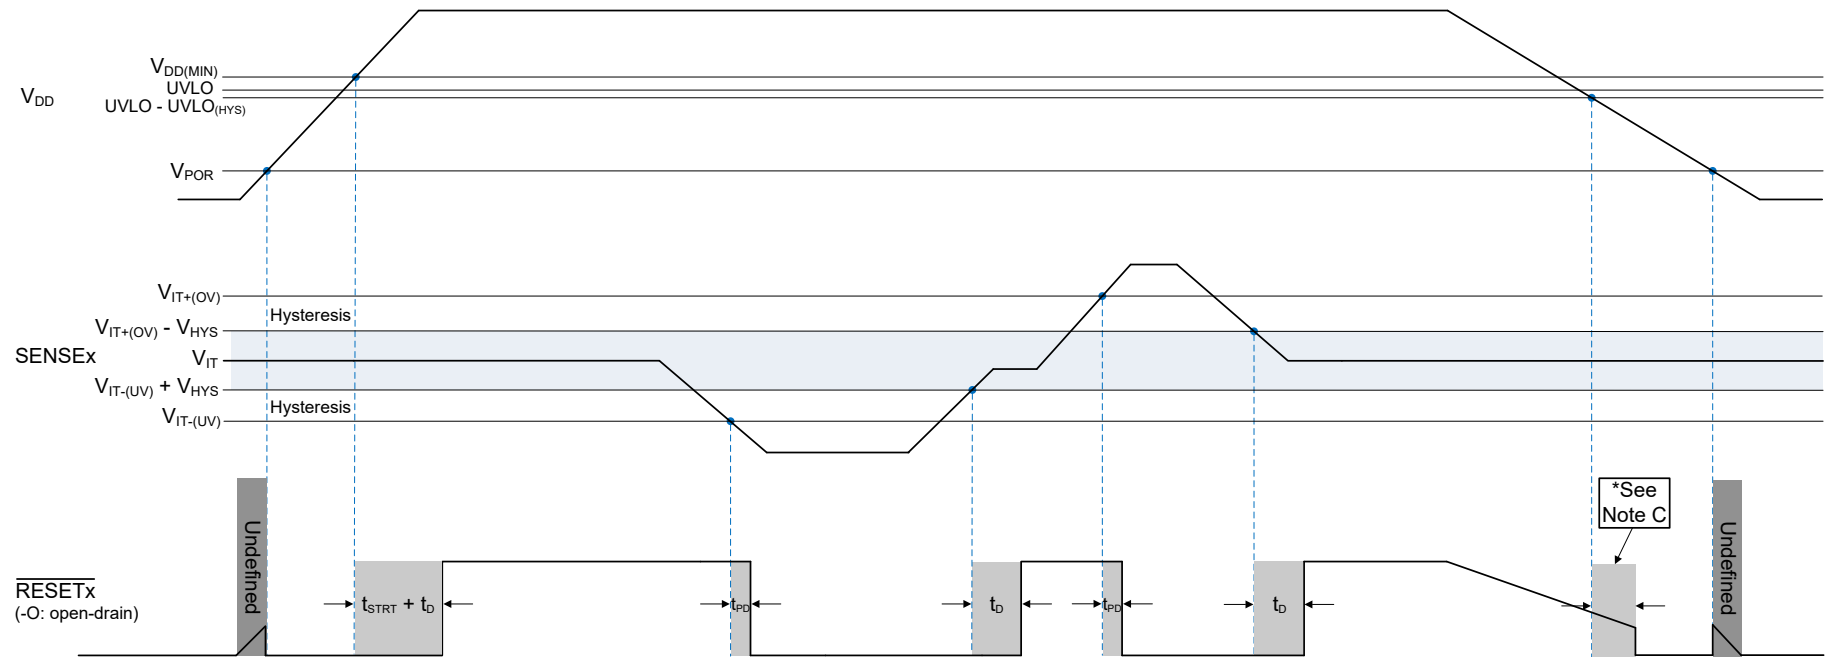 VDD
VDD(MIN)
UVLO
UVLO - UVLO(HYS)
VPOR
SENSEx
VIT+(OV)
Hysteresis
VIT+(OV) - VHYS
VIT
VIT-(UV) + VHYS
Hysteresis
VIT-(UV)
RESETx
(-O: open-drain)
Undefined
tSTRT + tD
tPD
tD
tPD
tD
*See
Note C
Undefined